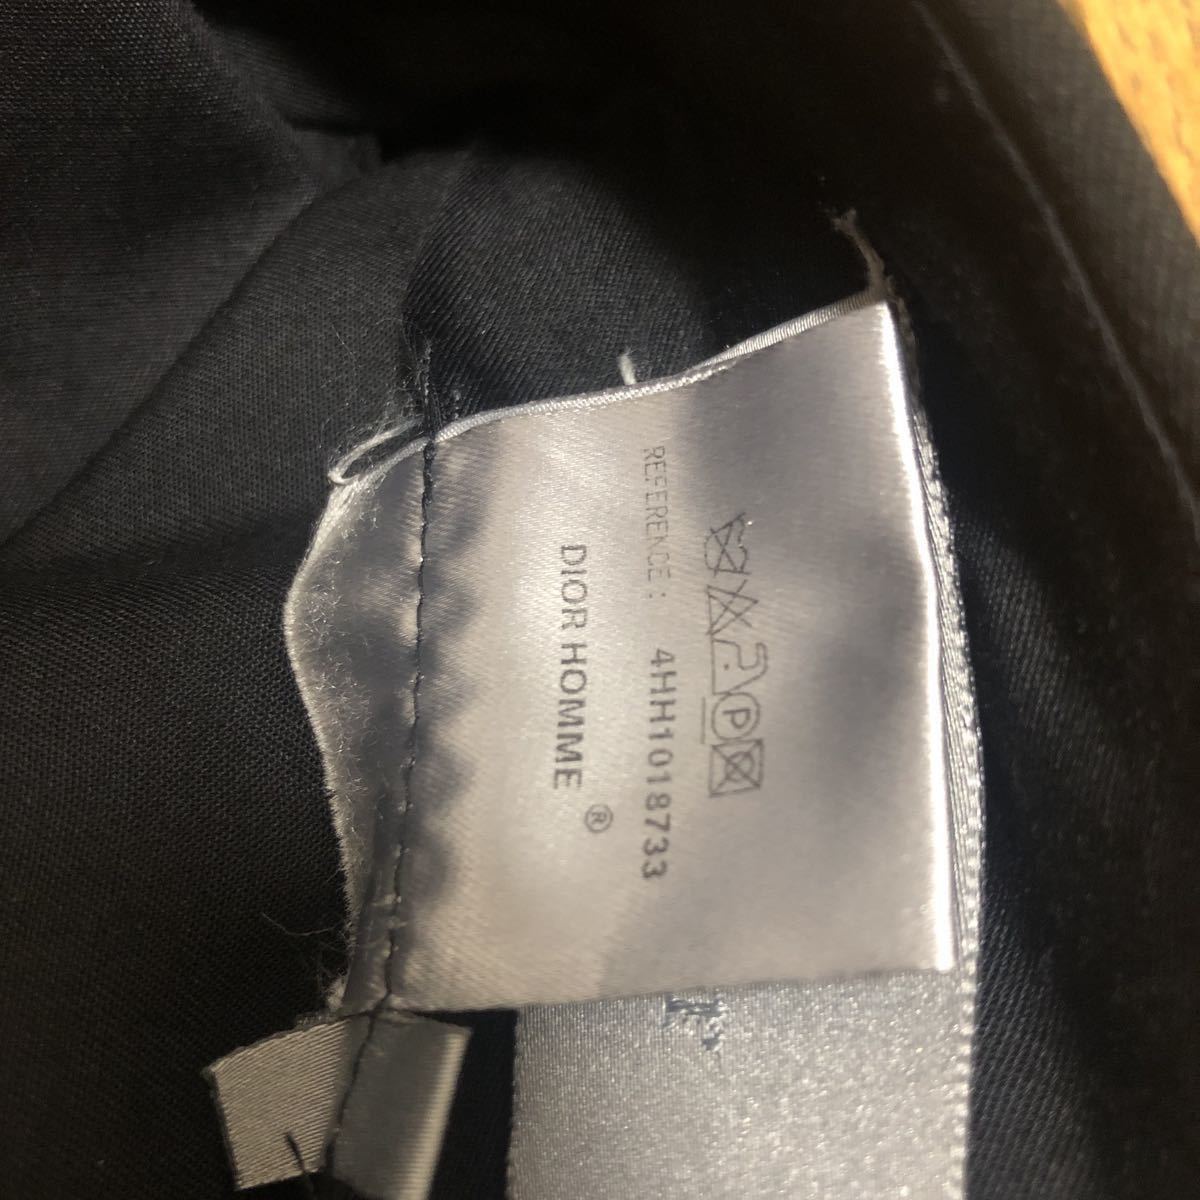 REFERENCE : 4HH1018733
DIOR HOMME ®